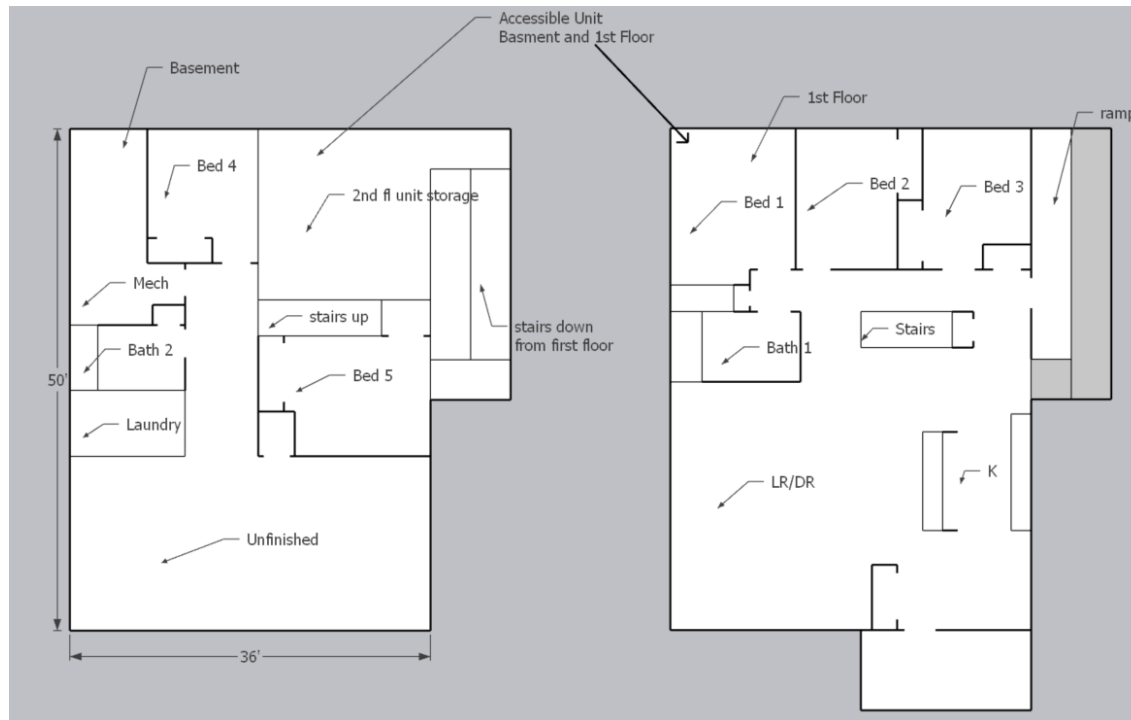 Accessible Unit
Basment and 1st Floor
Basement
1st Floor
ramp
Bed 4
2nd fl unit storage
Bed 1
Bed 2
Bed 3
Mech
stairs up
stairs down
from first floor
Stairs
Bath 2
Bath 1
50'
Bed 5
Laundry
LR/DR
K
Unfinished
36'